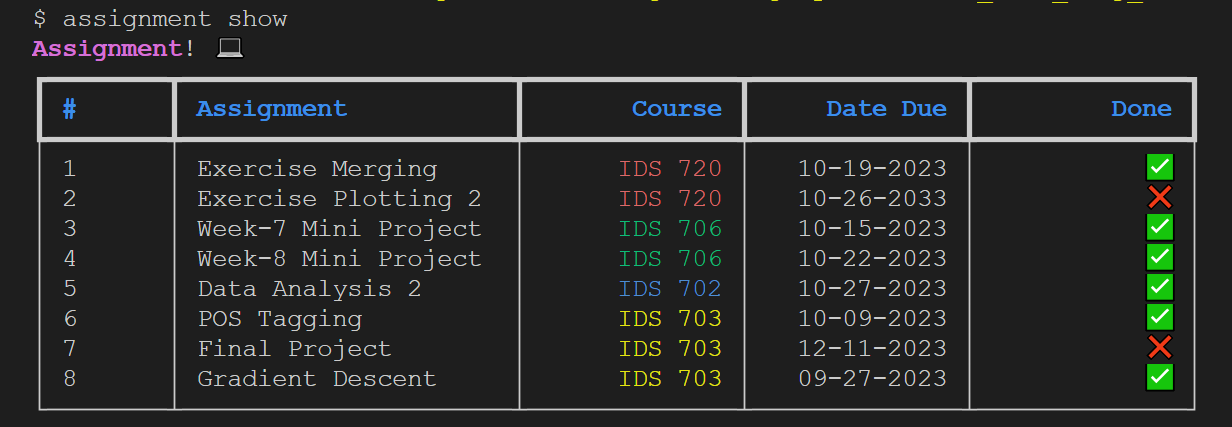 $ assignment show
Assignment! 💻
# Assignment Course Date Due Done
1 Exercise Merging IDS 720 10-19-2023 ✅
2 Exercise Plotting 2 IDS 720 10-26-2033 ❌
3 Week-7 Mini Project IDS 706 10-15-2023 ✅
4 Week-8 Mini Project IDS 706 10-22-2023 ✅
5 Data Analysis 2 IDS 702 10-27-2023 ✅
6 POS Tagging IDS 703 10-09-2023 ✅
7 Final Project IDS 703 12-11-2023 ❌
8 Gradient Descent IDS 703 09-27-2023 ✅